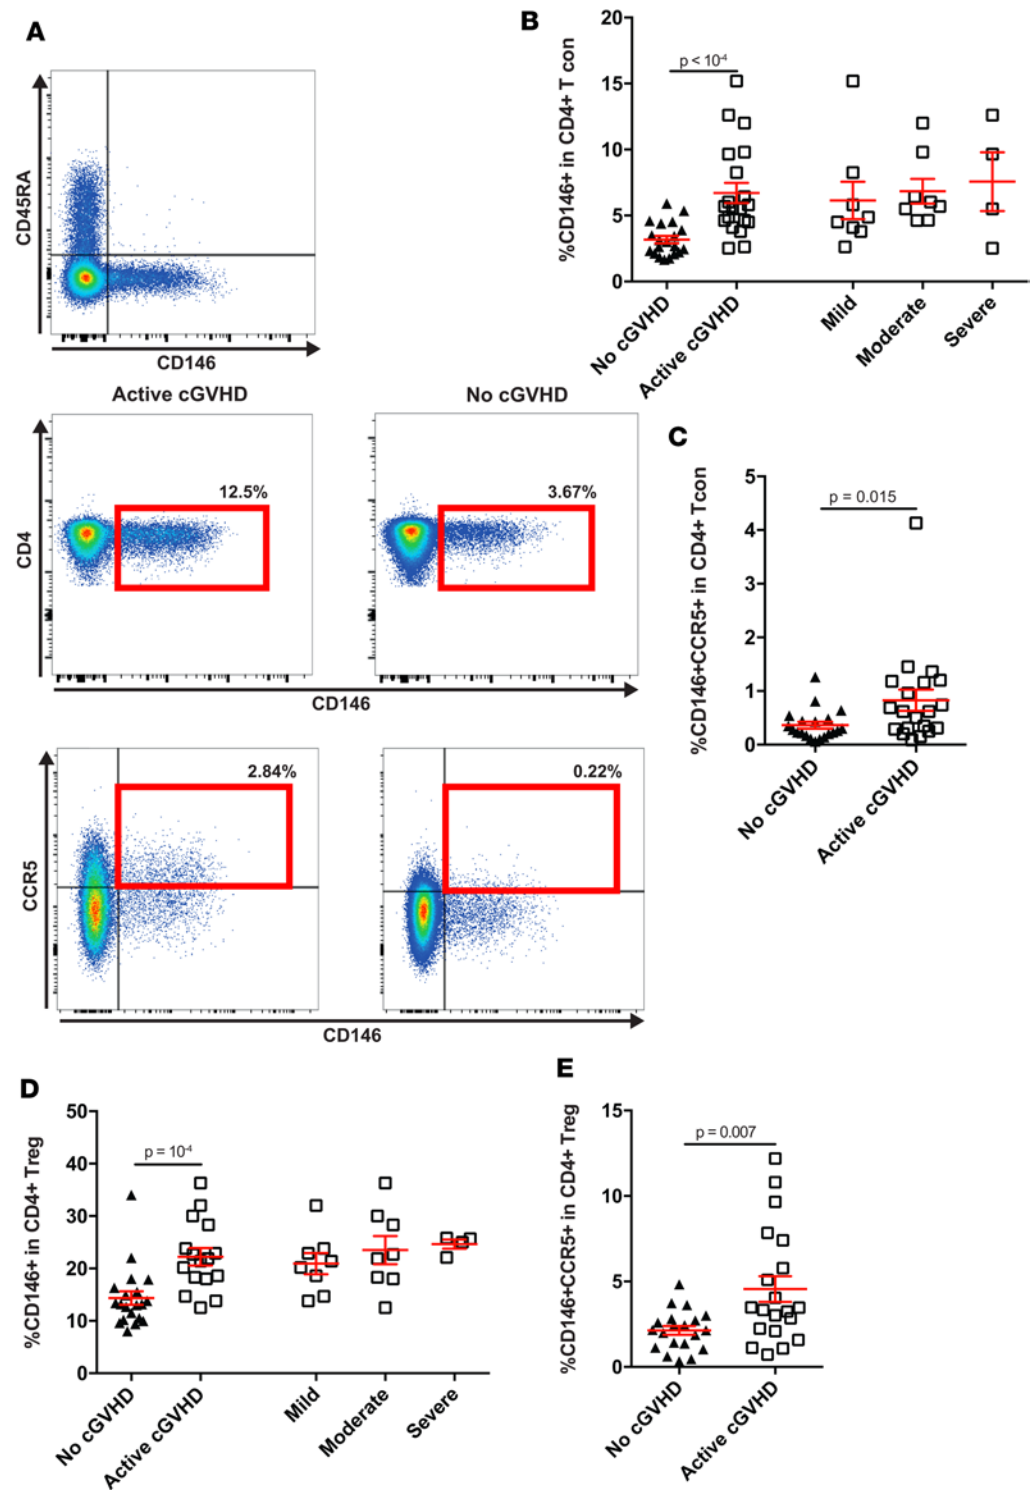 A
CD45RA
CD146
Active cGVHD
No cGVHD
12.5%
3.67%
CD4
CD146
2.84%
0.22%
CCR5
CD146
B
%CD146+ in CD4+ T con
20
15
10
5
0
p < 10-4
No cGVHD
Active cGVHD
Mild
Moderate
Severe
C
%CD146+CCR5+ in CD4+ Tcon
5
4
3
2
1
0
p = 0.015
No cGVHD
Active cGVHD
D
%CD146+ in CD4+ Treg
50
40
30
20
10
0
p = 10-4
No cGVHD
Active cGVHD
Mild
Moderate
Severe
E
%CD146+CCR5+ in CD4+ Treg
15
10
5
0
p = 0.007
No cGVHD
Active cGVHD